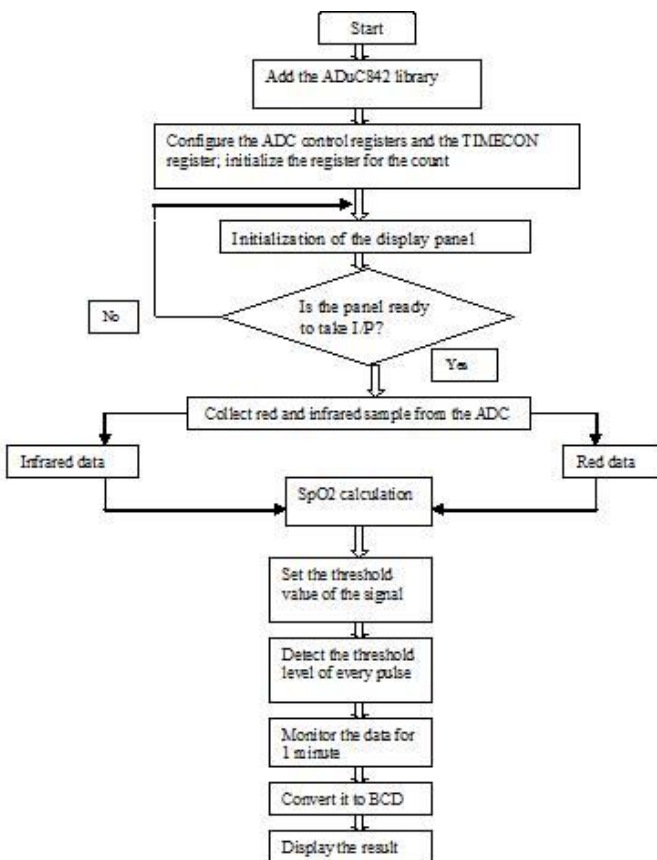 Start
Add the ADuC842 library
Configure the ADC control registers and the TIMECON
register; initialize the register for the count
Initialization of the display panel
Is the panel ready
to take I/P?
No
Yes
Collect red and infrared sample from the ADC
Infrared data
Red data
SpO2 calculation
Set the threshold
value of the signal
Detect the threshold
level of every pulse
Monitor the data for
1 minute
Convert it to BCD
Display the result